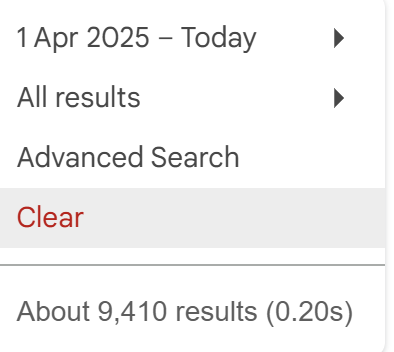 1 Apr 2025 – Today
All results
Advanced Search
Clear
About 9,410 results (0.20s)